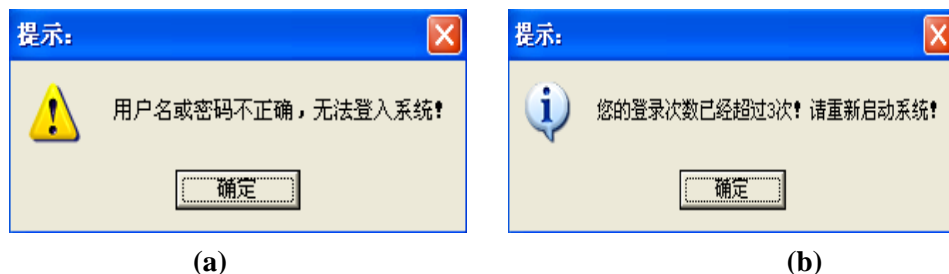 提示:
用户名或密码不正确，无法登入系统!
确定
(a)
提示:
您的登录次数已经超过3次! 请重新启动系统!
确定
(b)